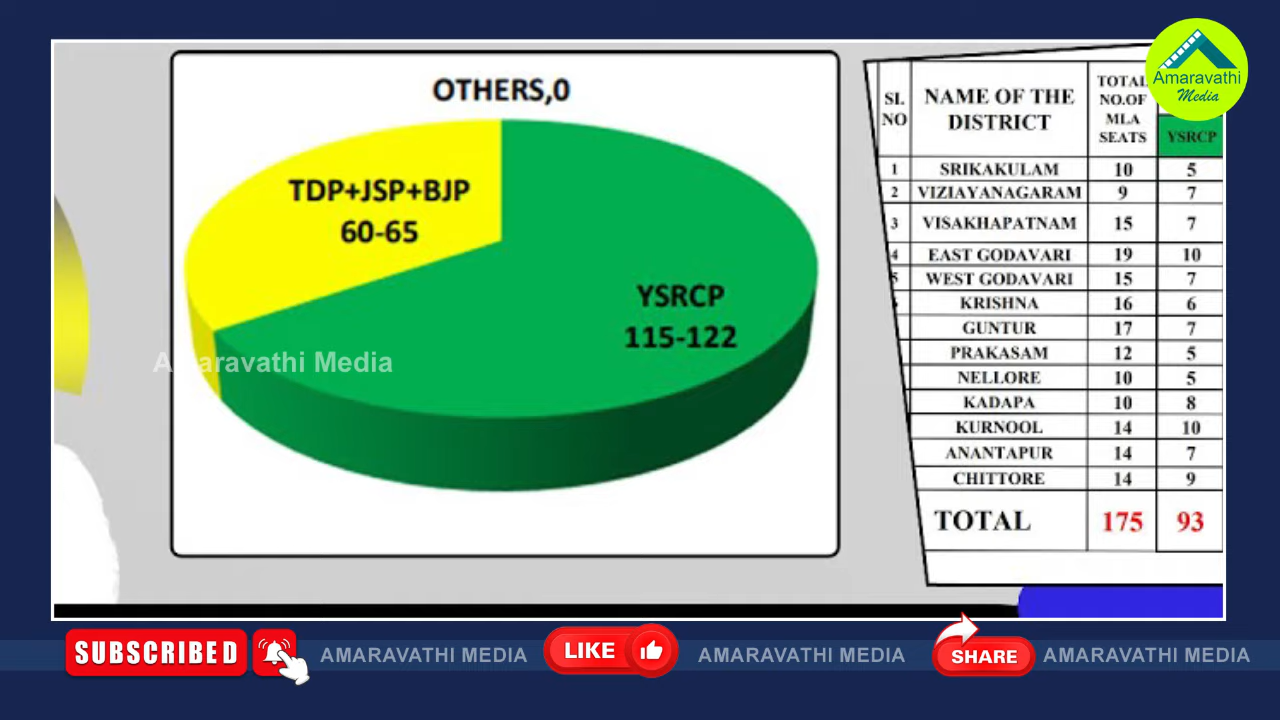 OTHERS,0
TDP+JSP+BJP
60-65
YSRCP
115-122
Amaravathi Media
Amaravathi
Media
SL NO NAME OF THE DISTRICT TOTAL NO.OF MLA SEATS YSRCP
1 SRIKAKULAM 10 5
2 VIZIAYANAGARAM 9 7
3 VISAKHAPATNAM 15 7
4 EAST GODAVARI 19 10
5 WEST GODAVARI 15 7
KRISHNA 16 6
GUNTUR 17 7
PRAKASAM 12 5
NELLORE 10 5
KADAPA 10 8
KURNOOL 14 10
ANANTAPUR 14 7
CHITTORE 14 9
TOTAL 175 93
SUBSCRIBED AMARAVATHI MEDIA LIKE AMARAVATHI MEDIA SHARE AMARAVATHI MEDIA